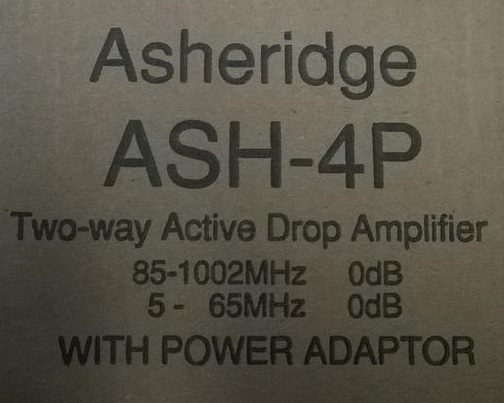 Asheridge
ASH-4P
Two-way Active Drop Amplifier
85-1002MHz 0dB
5 - 65MHz 0dB
WITH POWER ADAPTOR